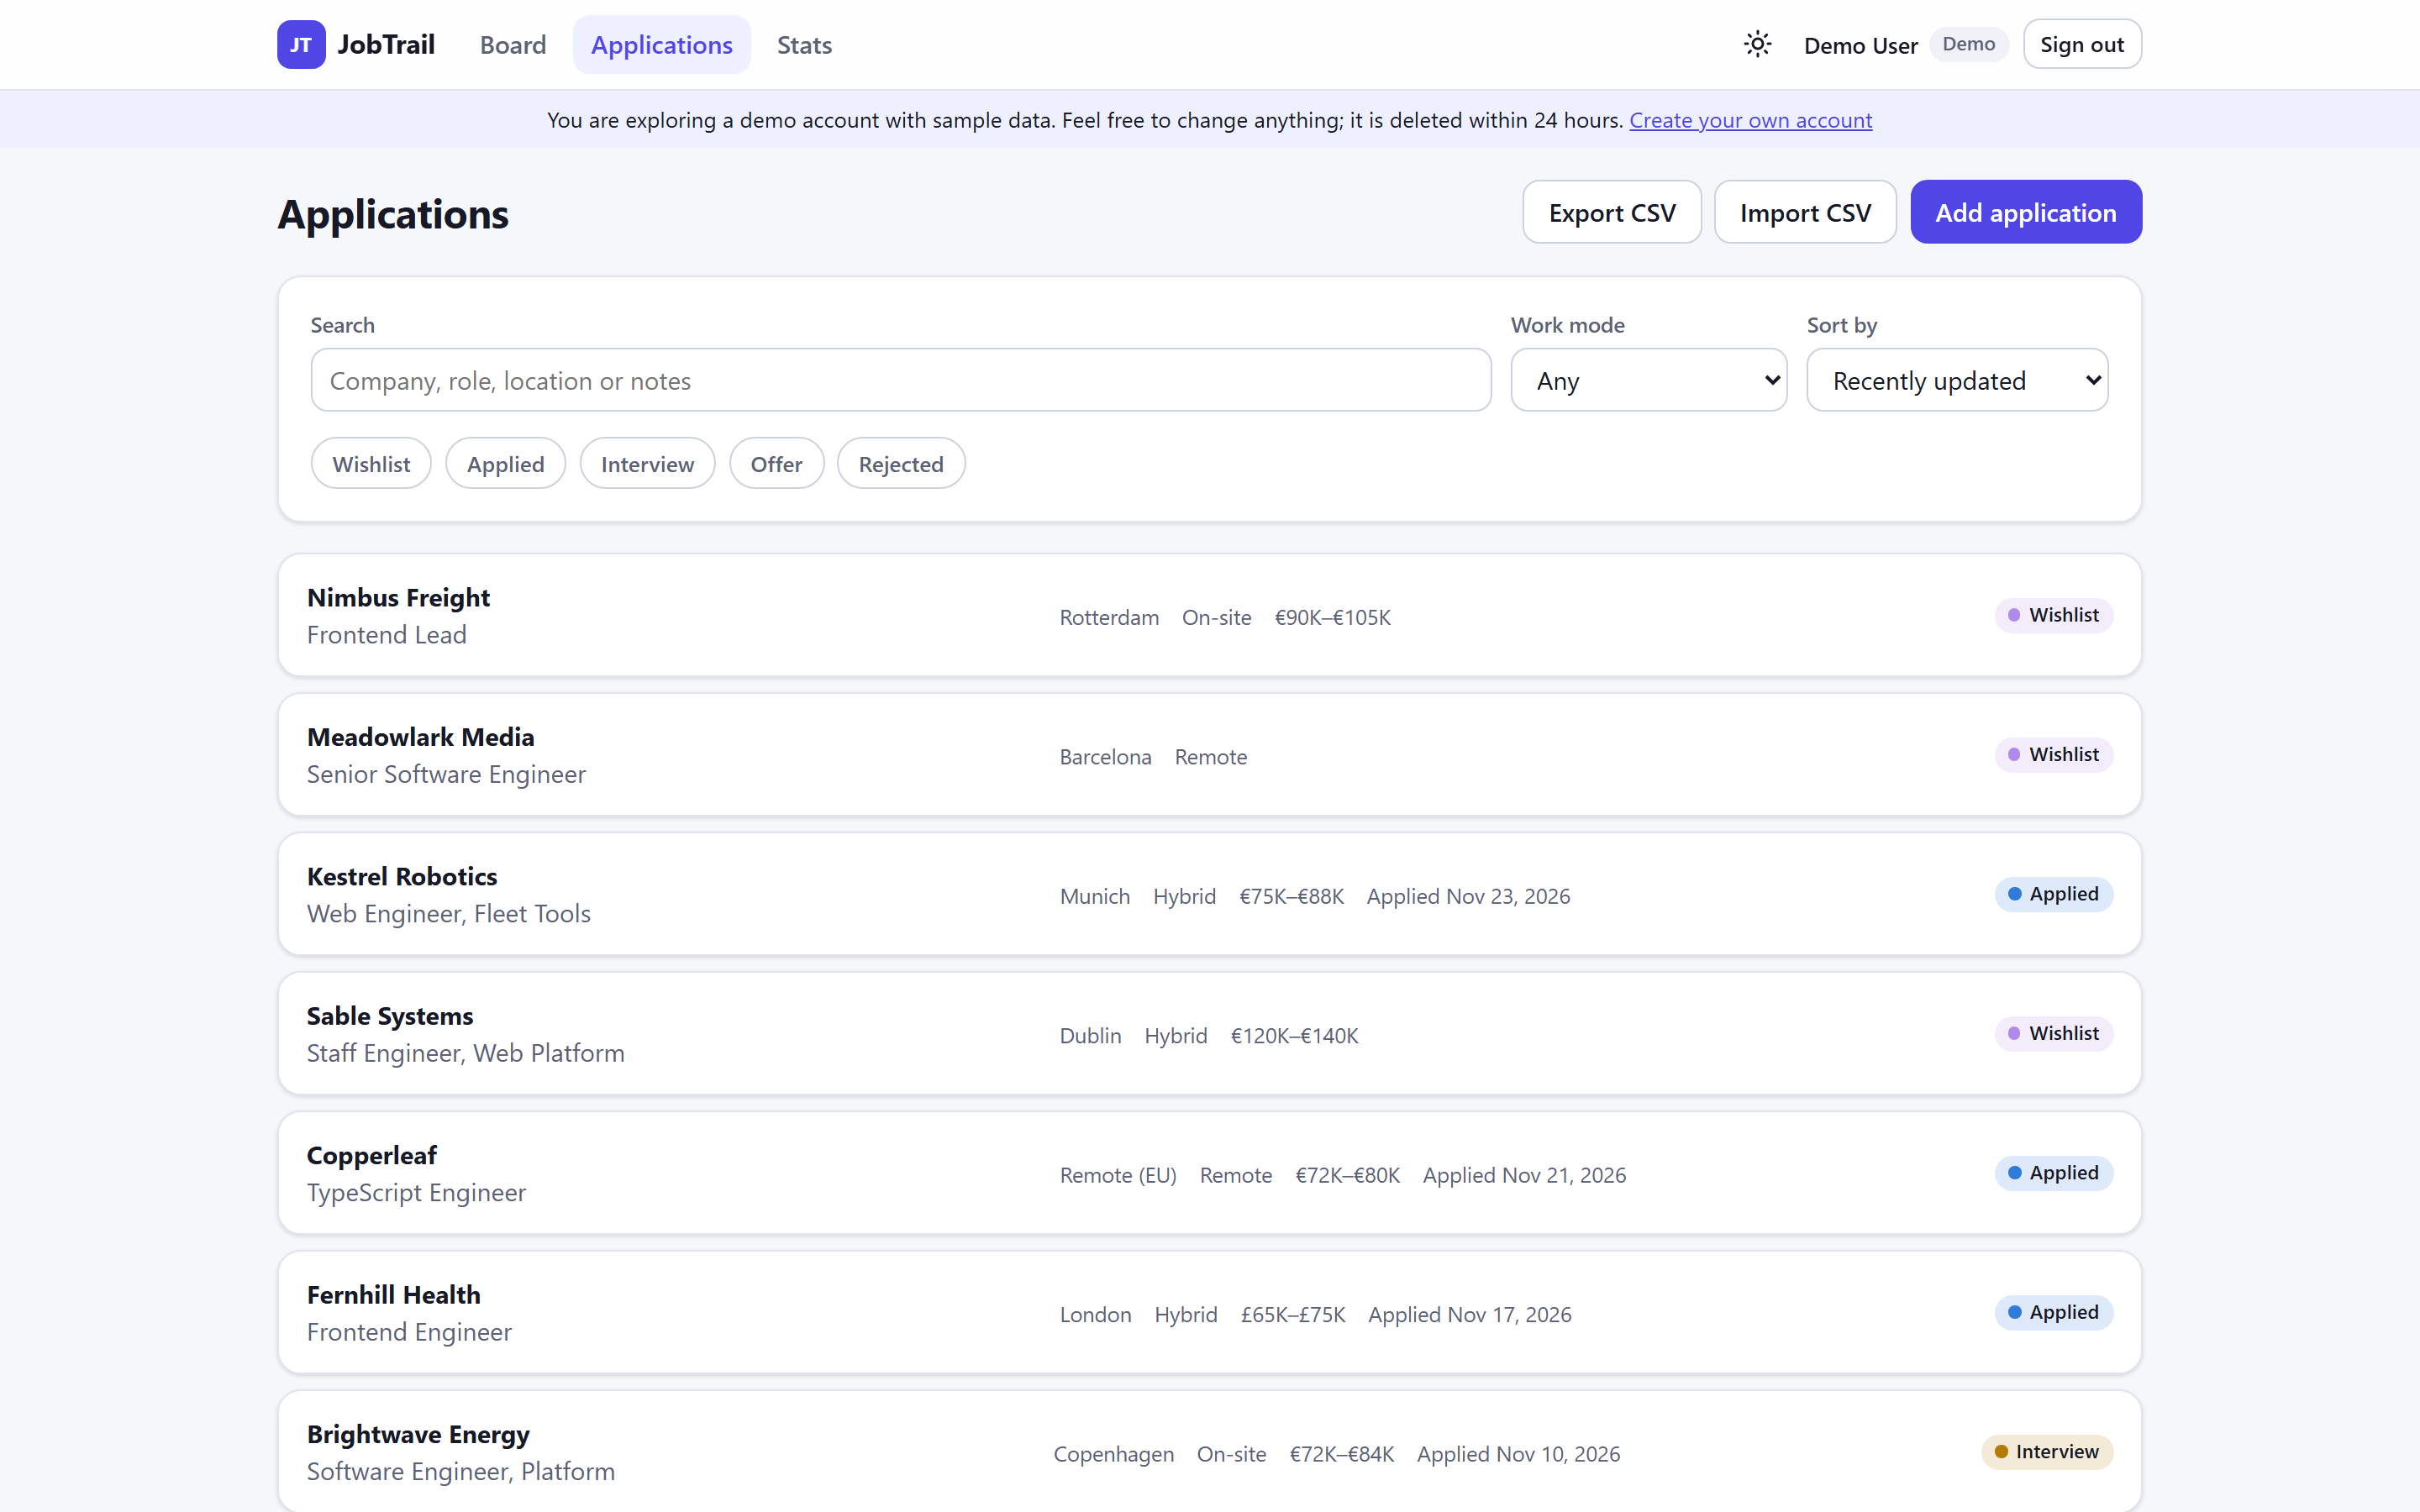 JT JobTrail Board Applications Stats Demo User Demo Sign out
You are exploring a demo account with sample data. Feel free to change anything; it is deleted within 24 hours. Create your own account
Applications Export CSV Import CSV Add application
Search Work mode Sort by
Company, role, location or notes Any Recently updated
Wishlist Applied Interview Offer Rejected
Nimbus Freight
Frontend Lead
Rotterdam On-site €90K–€105K
Wishlist
Meadowlark Media
Senior Software Engineer
Barcelona Remote
Wishlist
Kestrel Robotics
Web Engineer, Fleet Tools
Munich Hybrid €75K–€88K Applied Nov 23, 2026
Applied
Sable Systems
Staff Engineer, Web Platform
Dublin Hybrid €120K–€140K
Wishlist
Copperleaf
TypeScript Engineer
Remote (EU) Remote €72K–€80K Applied Nov 21, 2026
Applied
Fernhill Health
Frontend Engineer
London Hybrid £65K–£75K Applied Nov 17, 2026
Applied
Brightwave Energy
Software Engineer, Platform
Copenhagen On-site €72K–€84K Applied Nov 10, 2026
Interview